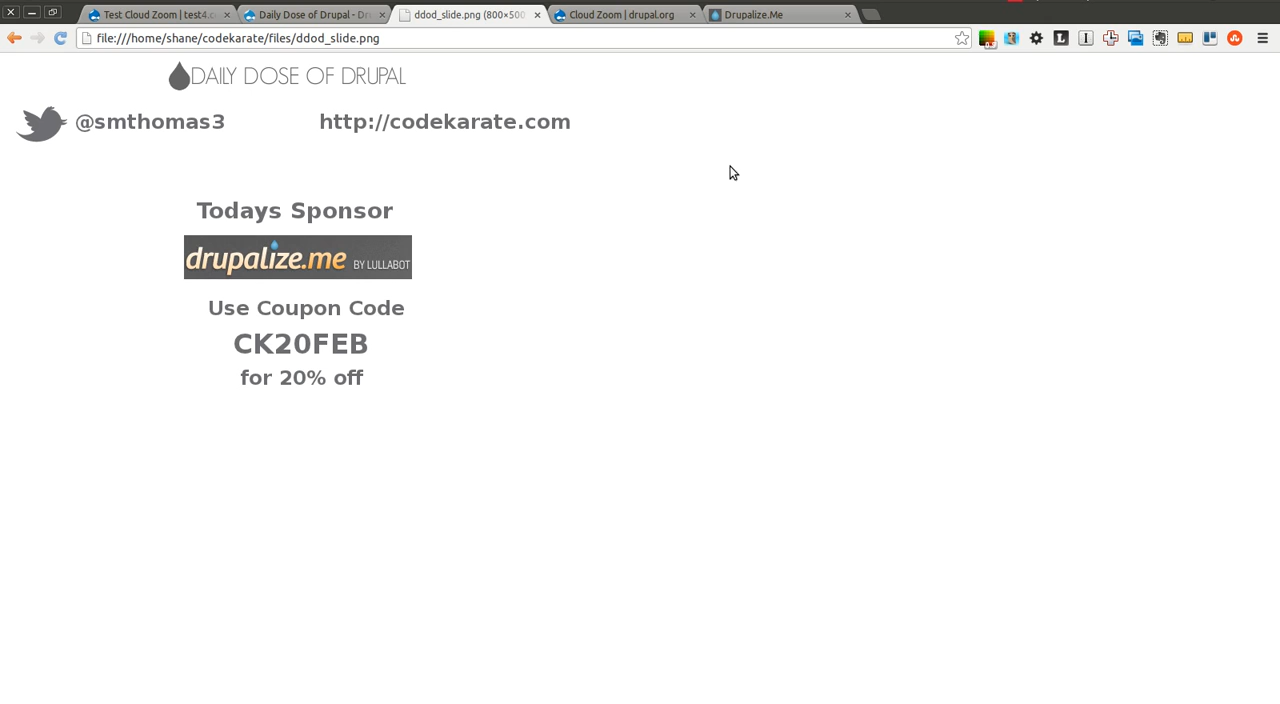 Test Cloud Zoom | test4.c
Daily Dose of Drupal - Dr
ddod_slide.png (800×500
Cloud Zoom | drupal.org
Drupalize.Me
file:///home/shane/codekarate/files/ddod_slide.png
DAILY DOSE OF DRUPAL
@smthomas3
http://codekarate.com
Todays Sponsor
drupalize.me BY LULLABOT
Use Coupon Code
CK20FEB
for 20% off